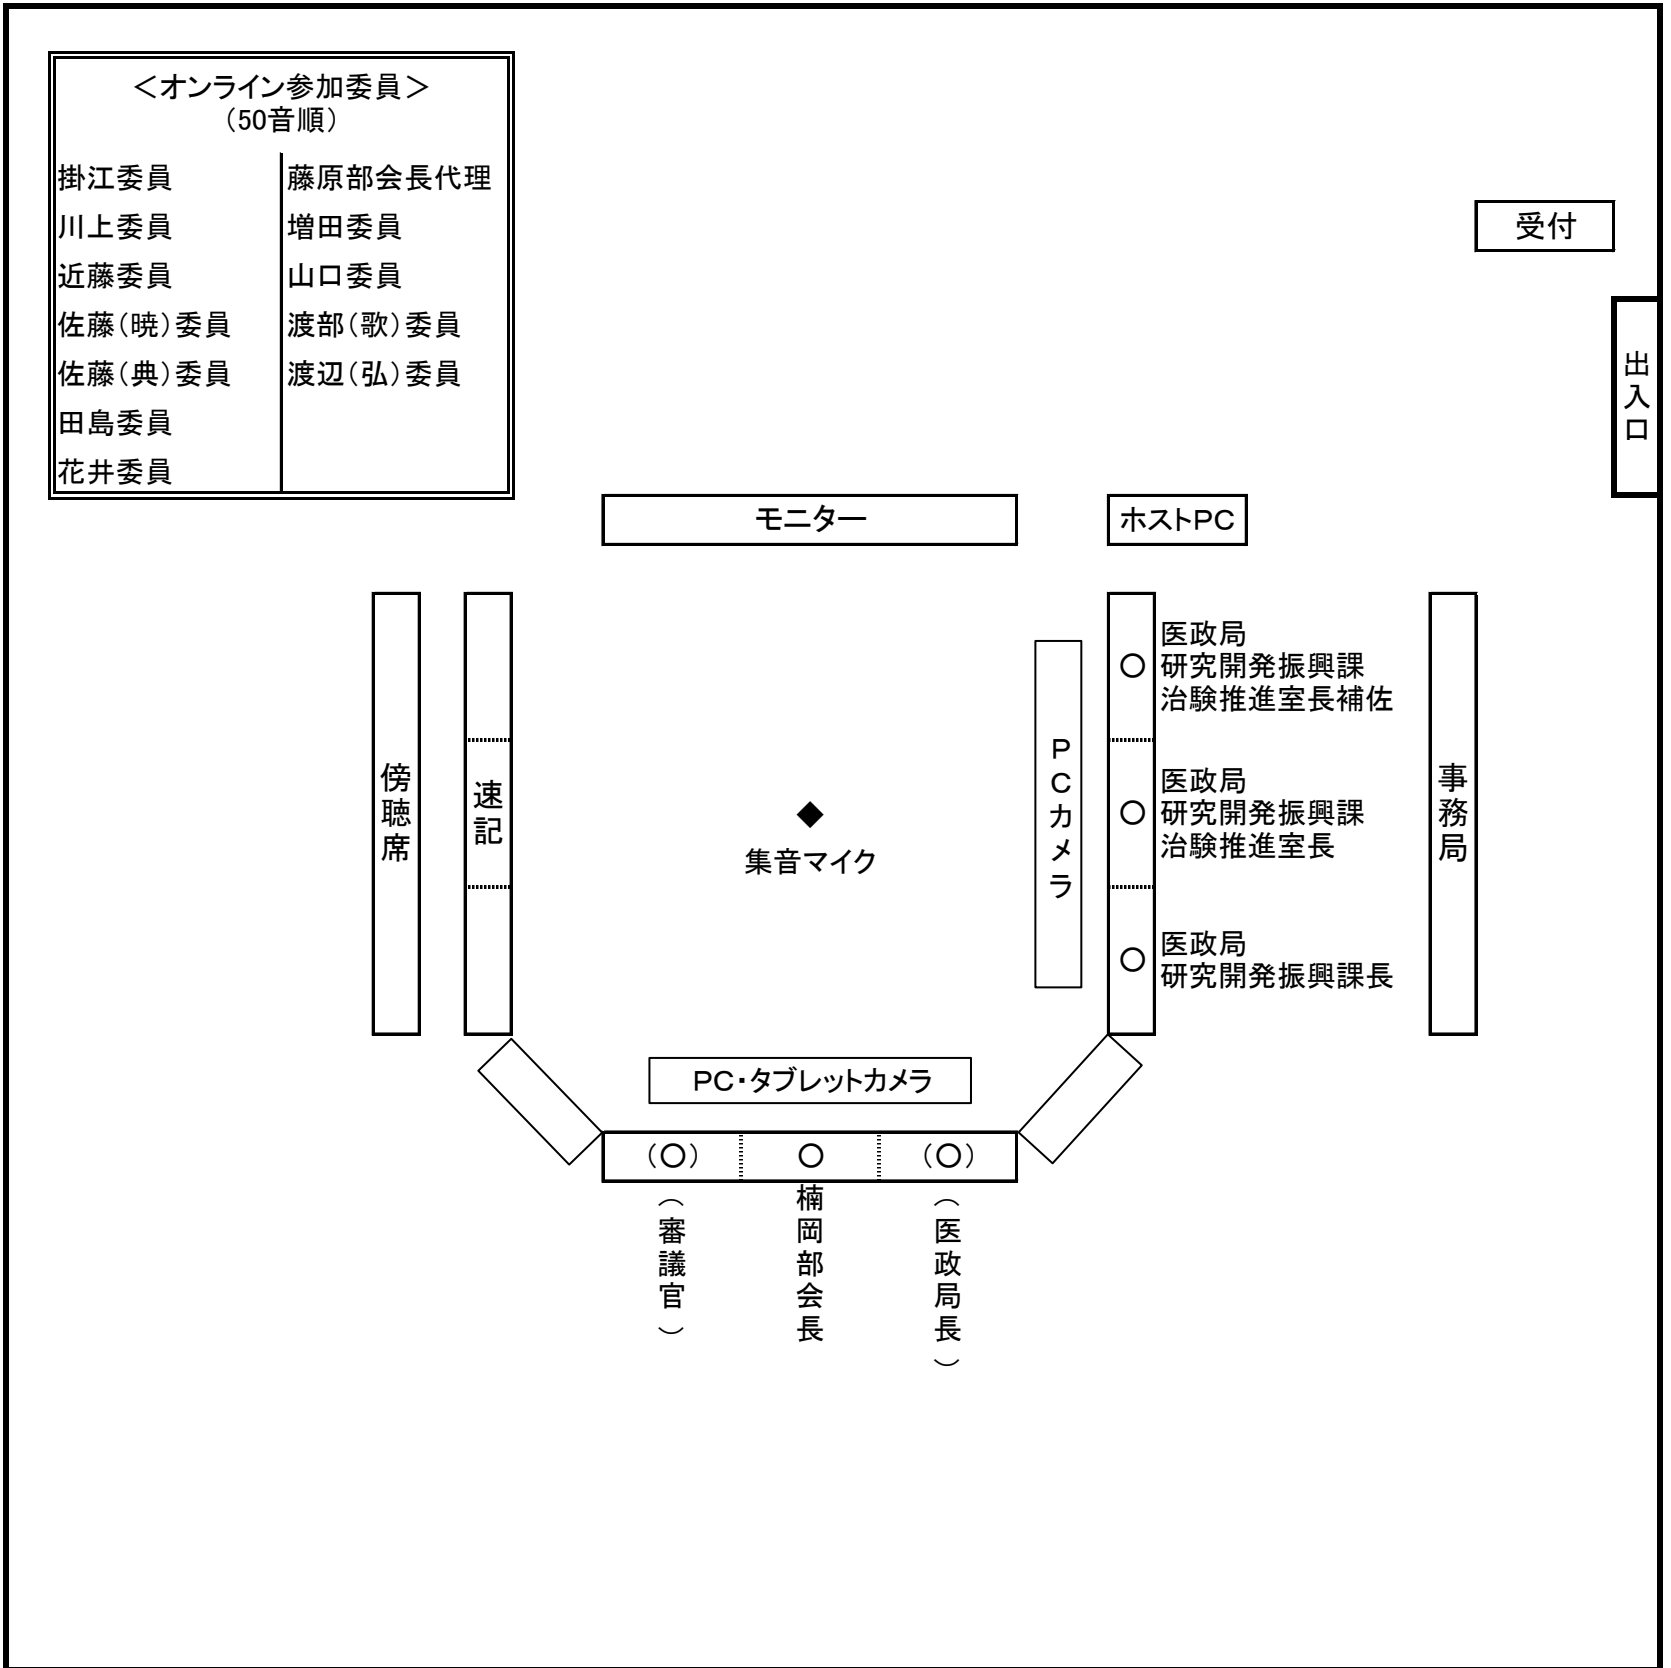 ＜オンライン参加委員＞
（50音順）
掛江委員
川上委員
近藤委員
佐藤（暁）委員
佐藤（典）委員
田島委員
花井委員
藤原部会長代理
増田委員
山口委員
渡部（歌）委員
渡辺（弘）委員
受付
出入口
モニター
ホストPC
傍聴席
速記
◆
集音マイク
PCカメラ
○
医政局
研究開発振興課
治験推進室長補佐
○
医政局
研究開発振興課
治験推進室長
○
医政局
研究開発振興課長
事務局
PC・タブレットカメラ
（○）
○
（○）
（審議官）
楠岡部会長
（医政局長）